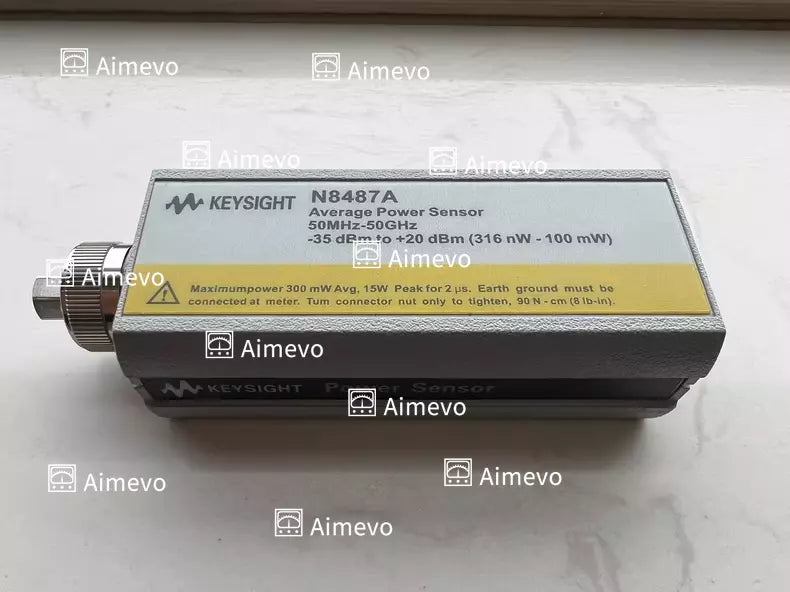 Aimevo
Aimevo
Aimevo
Aimevo
KEYSIGHT N8487A
Average Power Sensor
50MHz-50GHz
-35 dBm to +20 dBm (316 nW - 100 mW)
Aimevo
Aimevo
Maximumpower 300 mW Avg, 15W Peak for 2 µs. Earth ground must be
connected at meter. Turn connector nut only to tighten, 90 N - cm (8 lb-in).
Aimevo
KEYSIGHT Power Sensor
Aimevo
Aimevo
Aimevo
Aimevo